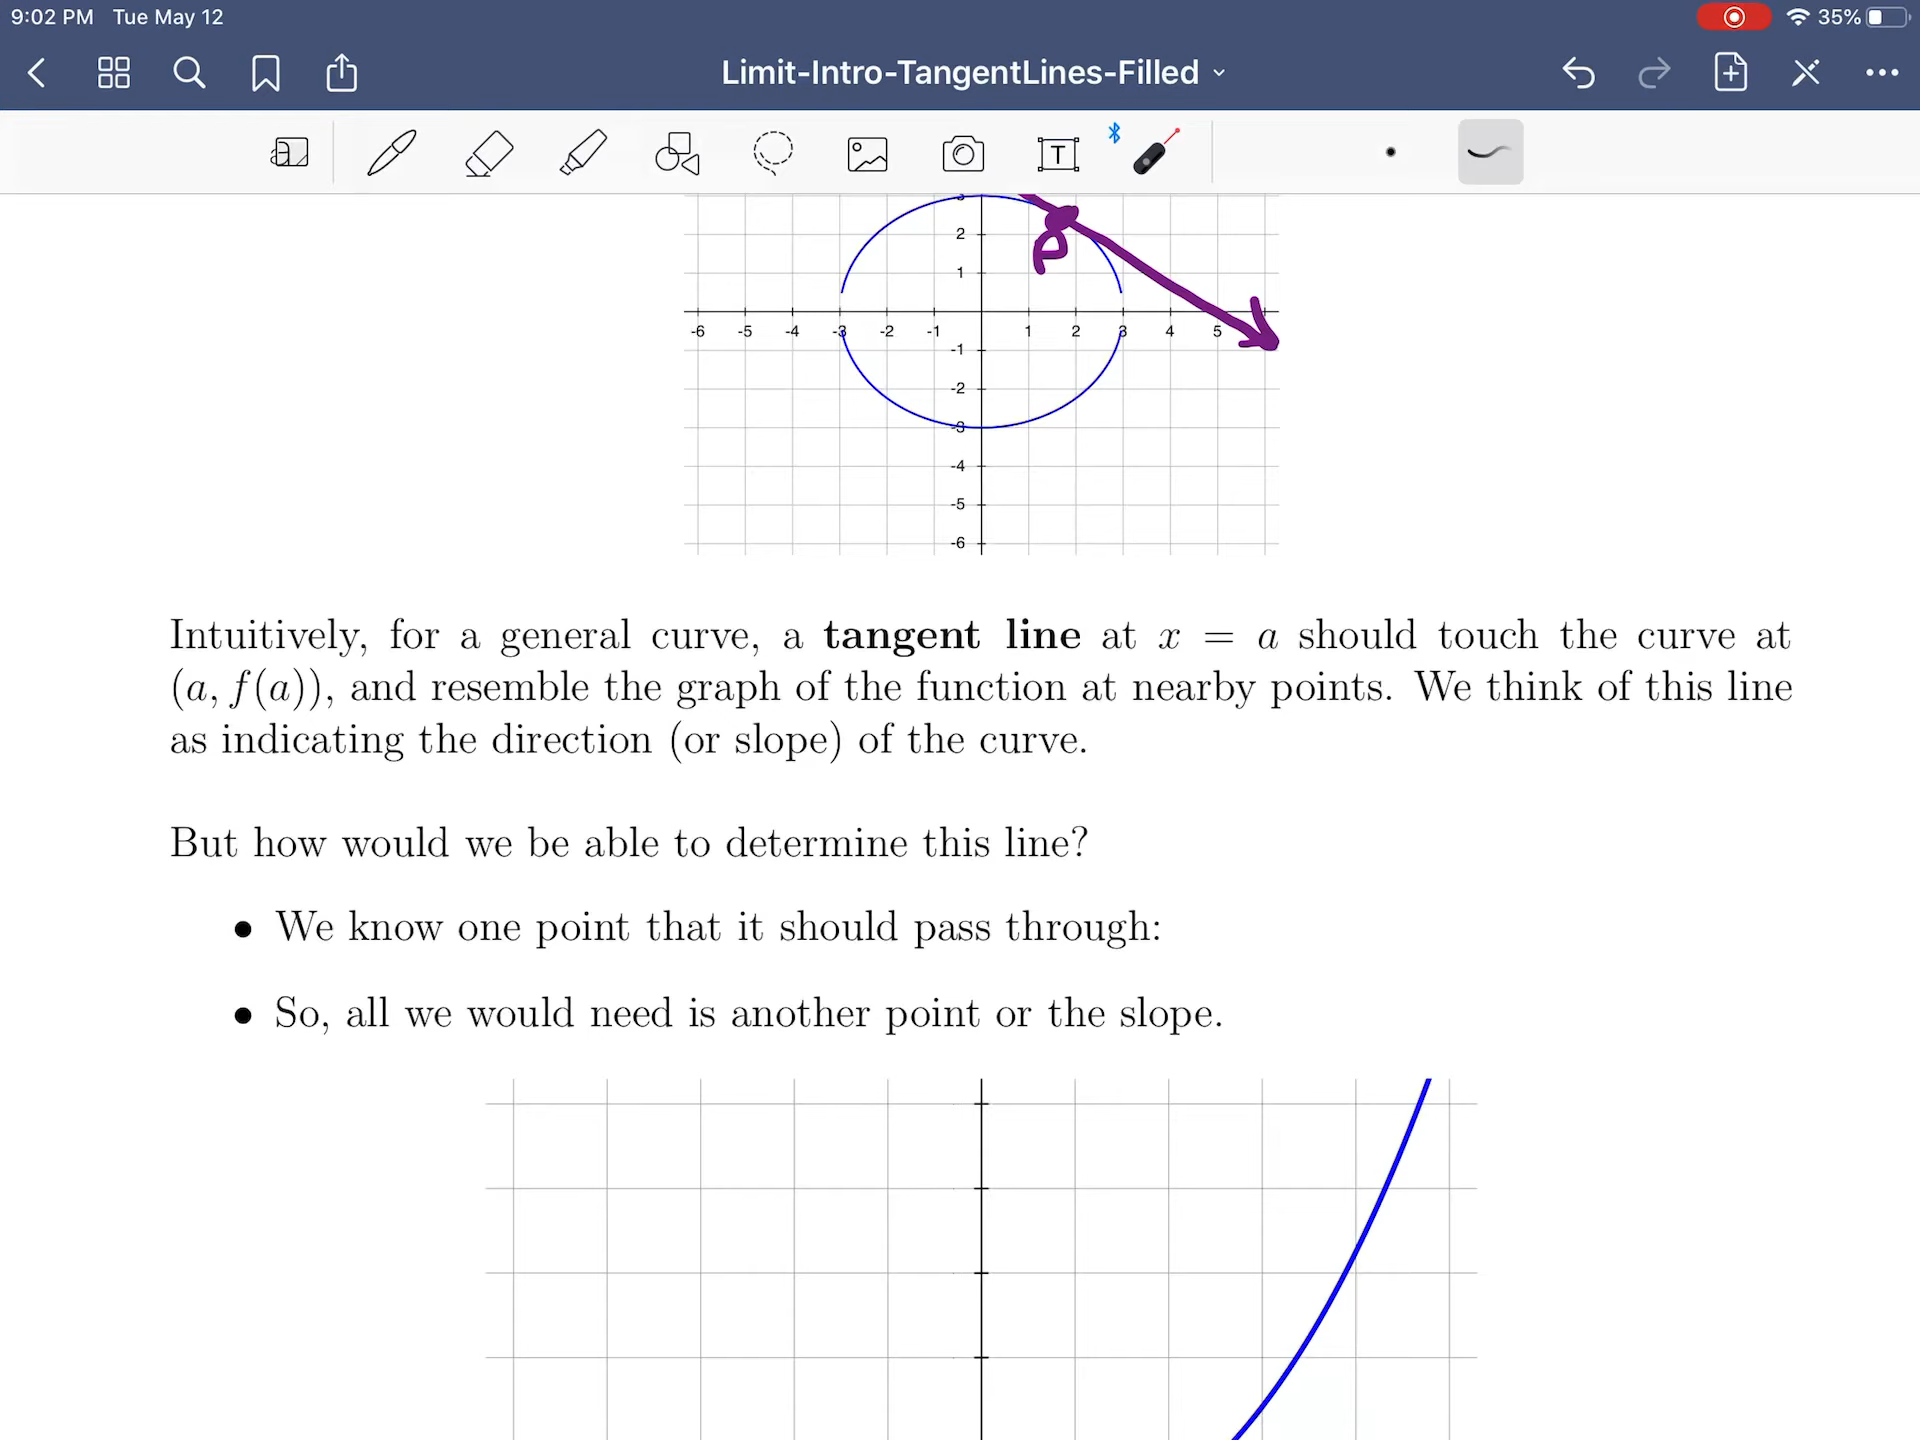 9:02 PM Tue May 12
35%
Limit-Intro-TangentLines-Filled
a
T
3
2
1
P
-6 -5 -4 -3 -2 -1 1 2 3 4 5
-1
-2
-3
-4
-5
-6
Intuitively, for a general curve, a tangent line at x = a should touch the curve at
(a, f(a)), and resemble the graph of the function at nearby points. We think of this line
as indicating the direction (or slope) of the curve.
But how would we be able to determine this line?
• We know one point that it should pass through:
• So, all we would need is another point or the slope.